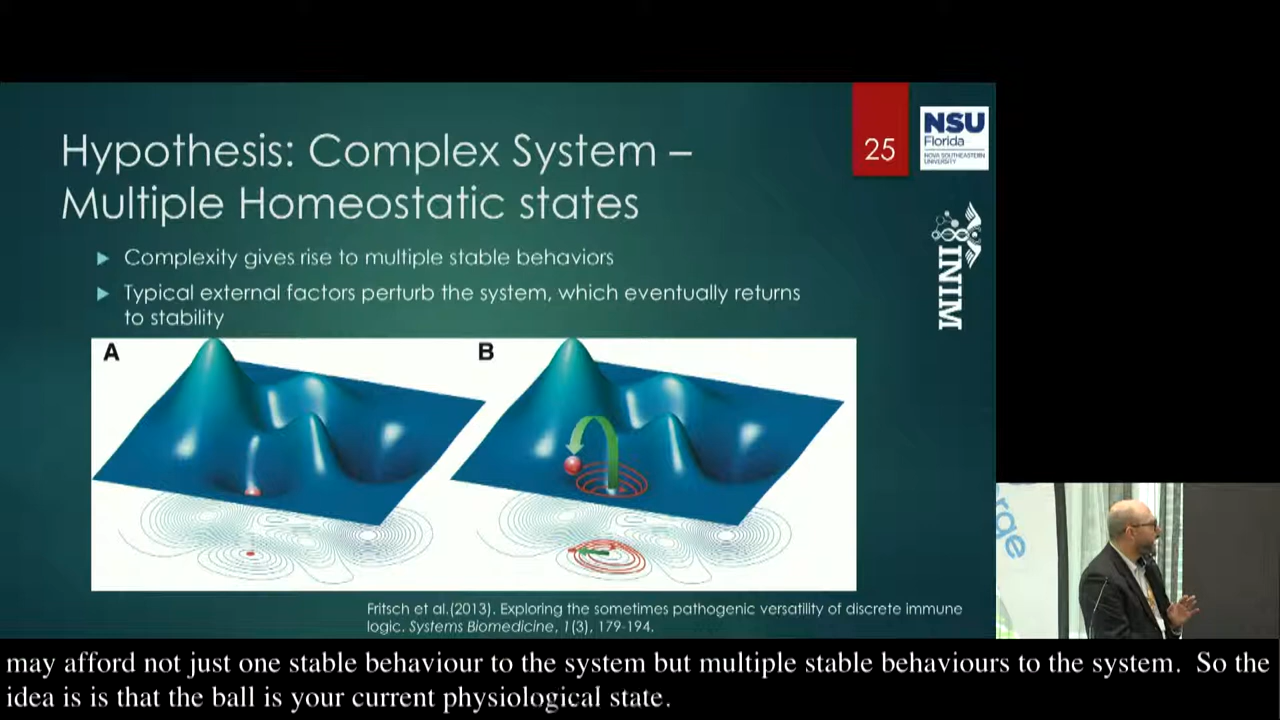 Hypothesis: Complex System –
Multiple Homeostatic states
25
NSU
Florida
NOVA SOUTHEASTERN
UNIVERSITY
INIM
Complexity gives rise to multiple stable behaviors
Typical external factors perturb the system, which eventually returns
to stability
A
B
Fritsch et al.(2013). Exploring the sometimes pathogenic versatility of discrete immune
logic. Systems Biomedicine, 1(3), 179-194.
rge
may afford not just one stable behaviour to the system but multiple stable behaviours to the system.  So the
idea is is that the ball is your current physiological state.